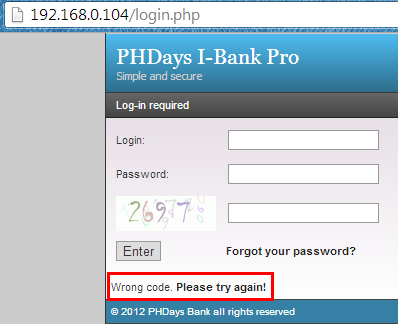 192.168.0.104/login.php
PHDays I-Bank Pro
Simple and secure
Log-in required
Login:
Password:
26977
Enter Forgot your password?
Wrong code. Please try again!
© 2012 PHDays Bank all rights reserved